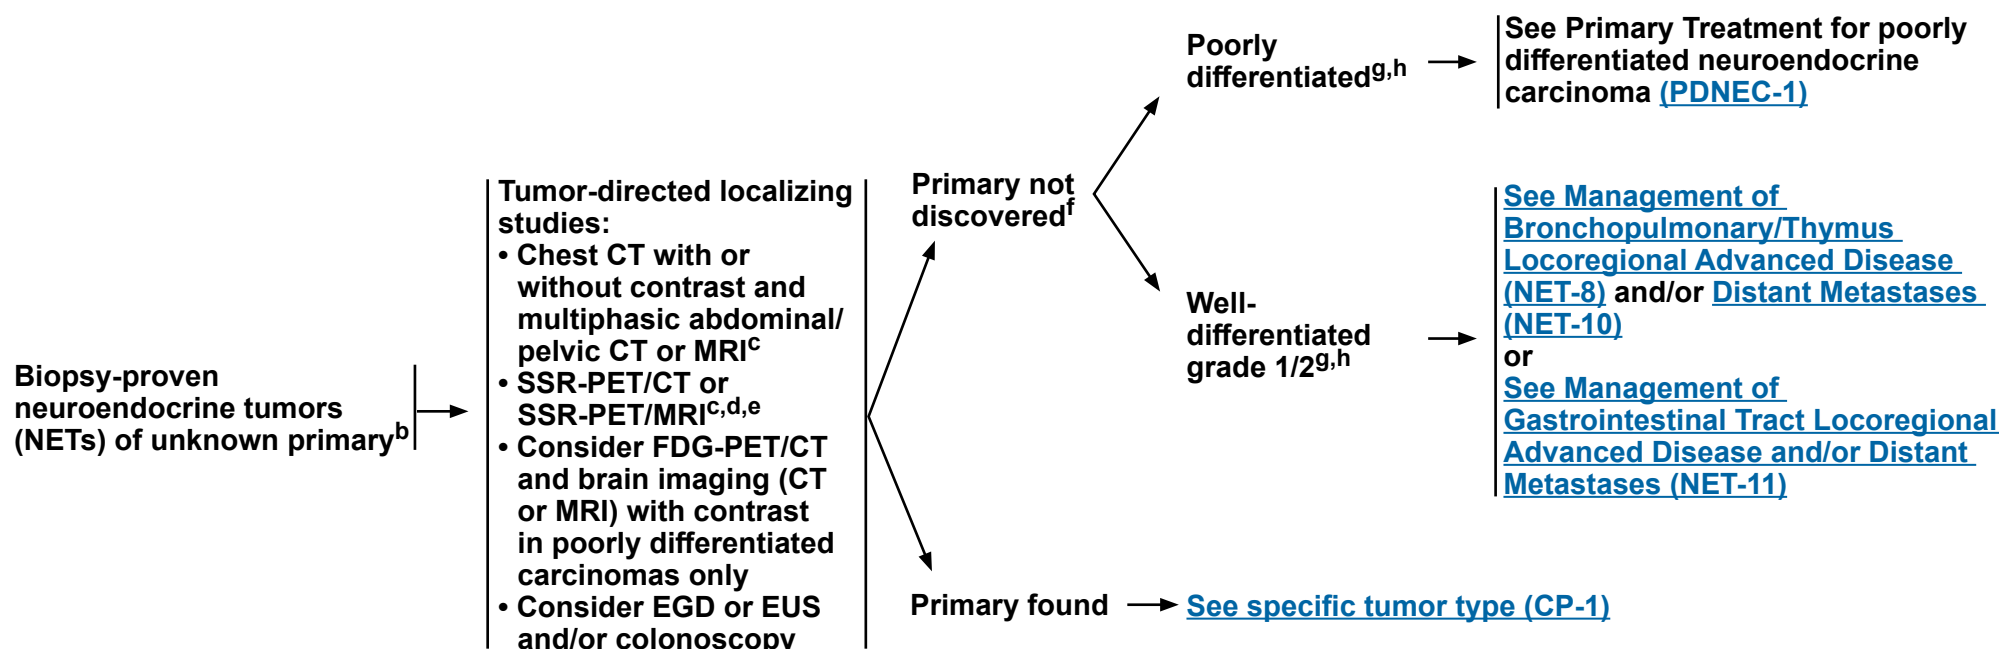 Biopsy-proven
neuroendocrine tumors
(NETs) of unknown primaryb
Tumor-directed localizing
studies:
• Chest CT with or
without contrast and
multiphasic abdominal/
pelvic CT or MRIc
• SSR-PET/CT or
SSR-PET/MRIc,d,e
• Consider FDG-PET/CT
and brain imaging (CT
or MRI) with contrast
in poorly differentiated
carcinomas only
• Consider EGD or EUS
and/or colonoscopy
Primary not
discoveredf
Poorly
differentiatedg,h
See Primary Treatment for poorly
differentiated neuroendocrine
carcinoma (PDNEC-1)
Well-
differentiated
grade 1/2g,h
See Management of
Bronchopulmonary/Thymus
Locoregional Advanced Disease
(NET-8) and/or Distant Metastases
(NET-10)
or
See Management of
Gastrointestinal Tract Locoregional
Advanced Disease and/or Distant
Metastases (NET-11)
Primary found
See specific tumor type (CP-1)